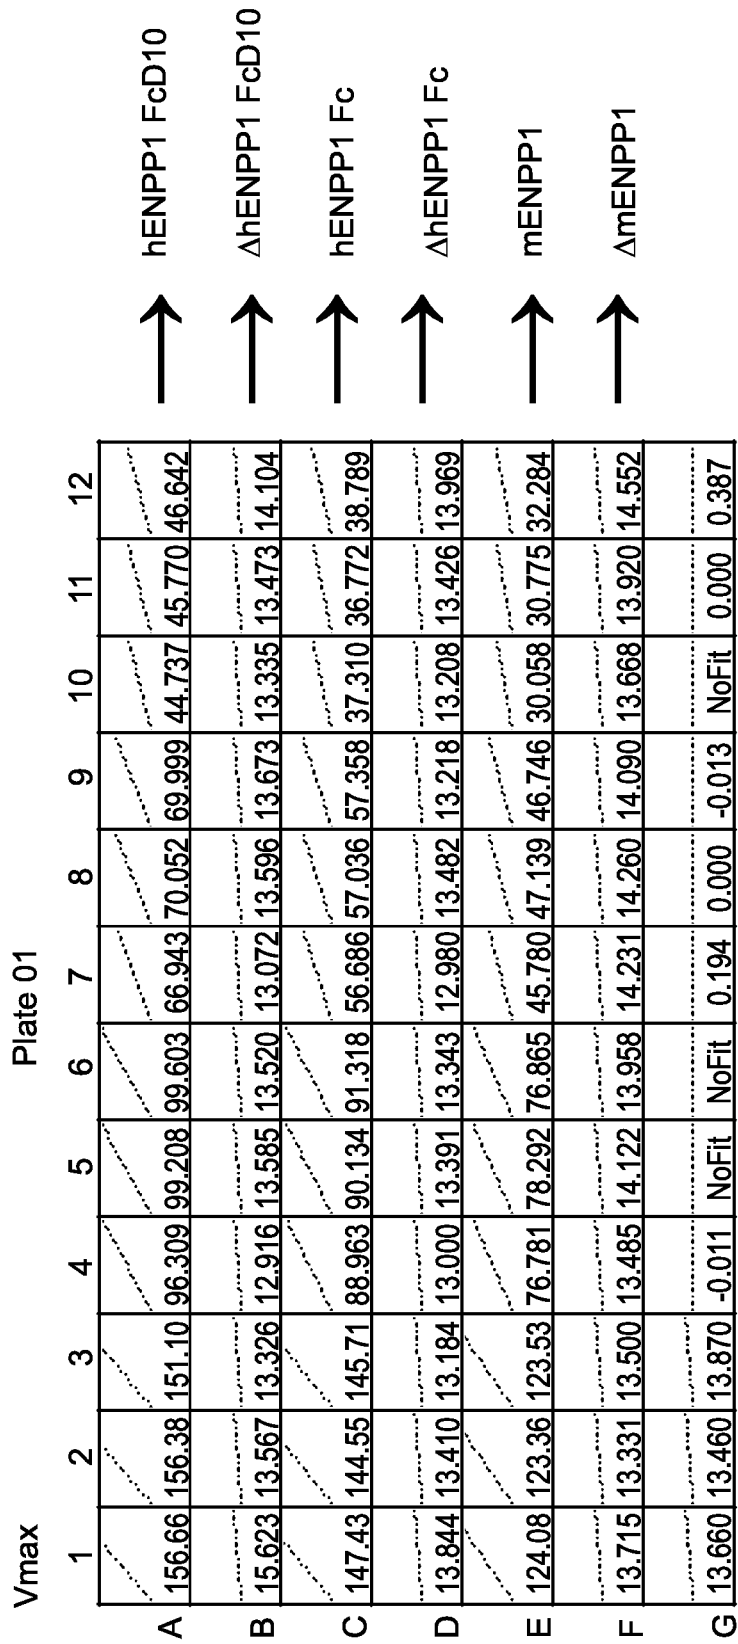 Plate 01
Vmax
1 2 3 4 5 6 7 8 9 10 11 12
A 156.66 156.38 151.10 96.309 99.208 99.603 66.943 70.052 69.999 44.737 45.770 46.642 hENPP1 FcD10
B 15.623 13.567 13.326 12.916 13.585 13.520 13.072 13.596 13.673 13.335 13.473 14.104 ΔhENPP1 FcD10
C 147.43 144.55 145.71 88.963 90.134 91.318 56.686 57.036 57.358 37.310 36.772 38.789 hENPP1 Fc
D 13.844 13.410 13.184 13.000 13.391 13.343 12.980 13.482 13.218 13.208 13.426 13.969 ΔhENPP1 Fc
E 124.08 123.36 123.53 76.781 78.292 76.865 45.780 47.139 46.746 30.058 30.775 32.284 mENPP1
F 13.715 13.331 13.500 13.485 14.122 13.958 14.231 14.260 14.090 13.668 13.920 14.552 ΔmENPP1
G 13.660 13.460 13.870 -0.011 NoFit NoFit 0.194 0.000 -0.013 NoFit 0.000 0.387